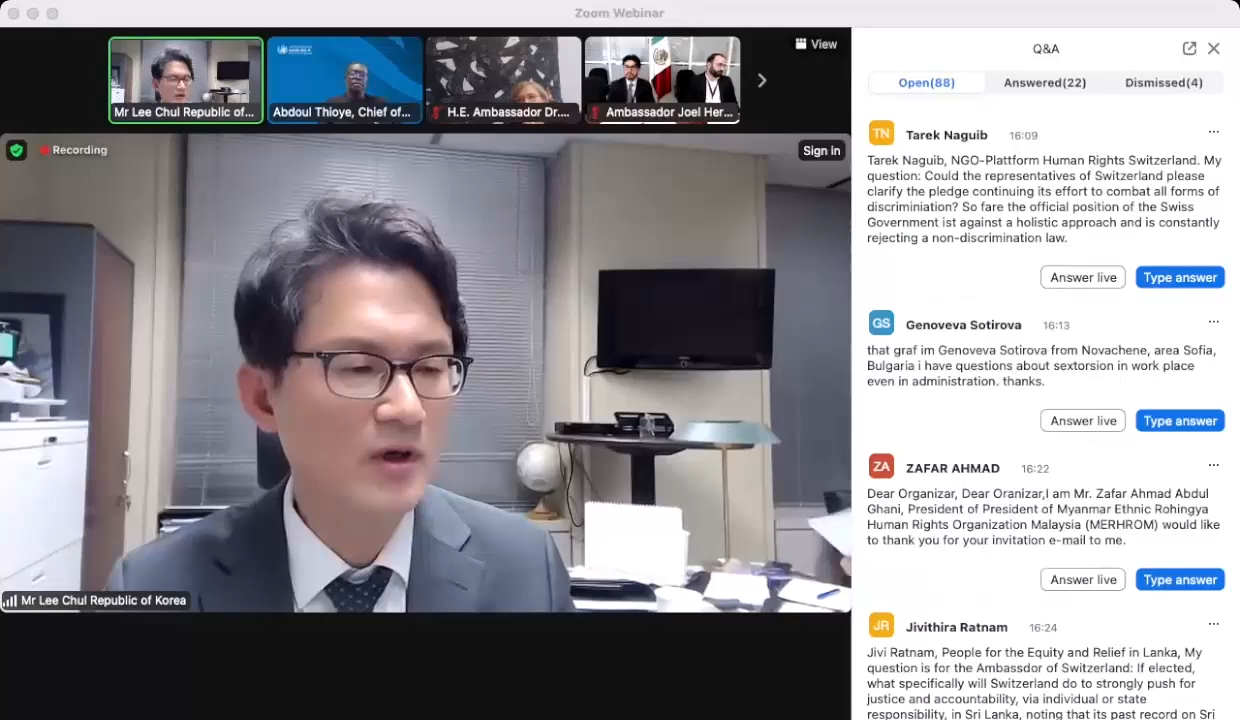 Zoom Webinar
Mr Lee Chul Republic of...
Abdoul Thioye, Chief of...
H.E. Ambassador Dr....
Ambassador Joel Her...
View
Recording
Sign in
Mr Lee Chul Republic of Korea
Q&A
Open(88)
Answered(22)
Dismissed(4)
TN
Tarek Naguib 16:09
...
Tarek Naguib, NGO-Plattform Human Rights Switzerland. My
question: Could the representatives of Switzerland please
clarify the pledge continuing its effort to combat all forms of
discriminiation? So fare the official position of the Swiss
Government ist against a holistic approach and is constantly
rejecting a non-discrimination law.
Answer live
Type answer
GS
Genoveva Sotirova 16:13
...
that graf im Genoveva Sotirova from Novachene, area Sofia,
Bulgaria i have questions about sextorsion in work place
even in administration. thanks.
Answer live
Type answer
ZA
ZAFAR AHMAD 16:22
...
Dear Organizar, Dear Oranizar,I am Mr. Zafar Ahmad Abdul
Ghani, President of President of Myanmar Ethnic Rohingya
Human Rights Organization Malaysia (MERHROM) would like
to thank you for your invitation e-mail to me.
Answer live
Type answer
JR
Jivithira Ratnam 16:24
...
Jivi Ratnam, People for the Equity and Relief in Lanka, My
question is for the Ambassdor of Switzerland: If elected,
what specifically will Switzerland do to strongly push for
justice and accountability, via individual or state
responsibility, in Sri Lanka, noting that its past record on Sri